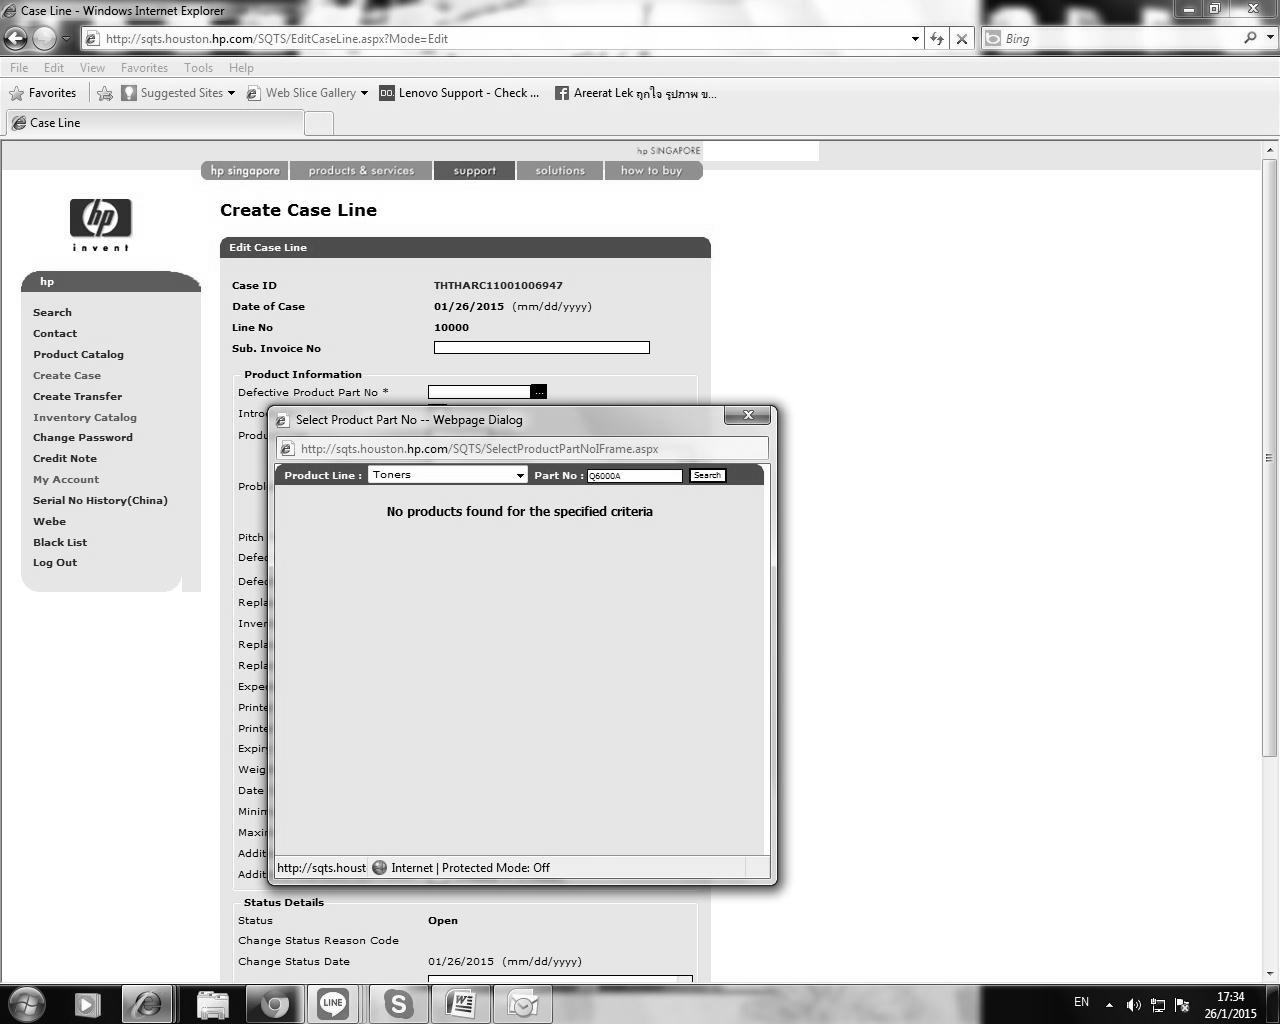 Case Line - Windows Internet Explorer
http://sqts.houston.hp.com/SQTS/EditCaseLine.aspx?Mode=Edit
Bing
File Edit View Favorites Tools Help
Favorites Suggested Sites Web Slice Gallery Lenovo Support - Check ... Areerat Lek ถูกใจ รูปภาพ ข...
Case Line
hp SINGAPORE
hp singapore products & services support solutions how to buy
hp
invent
hp
Search
Contact
Product Catalog
Create Case
Create Transfer
Inventory Catalog
Change Password
Credit Note
My Account
Serial No History(China)
Webe
Black List
Log Out
Create Case Line
Edit Case Line
Case ID THTHARC11001006947
Date of Case 01/26/2015 (mm/dd/yyyy)
Line No 10000
Sub. Invoice No
Product Information
Defective Product Part No * ...
Intro
Produ
Probl
Pitch
Defec
Defec
Repla
Inver
Repla
Repla
Expe
Printe
Printe
Expir
Weig
Date
Minin
Maxi
Addit
Addit
Select Product Part No -- Webpage Dialog
http://sqts.houston.hp.com/SQTS/SelectProductPartNoIFrame.aspx
Product Line : Toners Part No : Q6000A Search
No products found for the specified criteria
http://sqts.houst Internet | Protected Mode: Off
Status Details
Status Open
Change Status Reason Code
Change Status Date 01/26/2015 (mm/dd/yyyy)
LINE
EN
17:34
26/1/2015